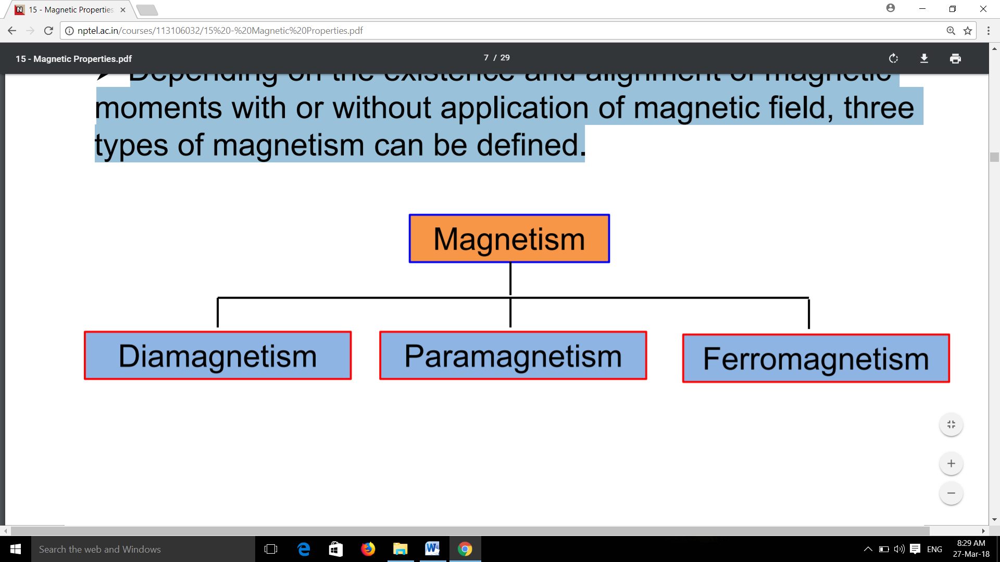 15 - Magnetic Properties
nptel.ac.in/courses/113106032/15%20-%20Magnetic%20Properties.pdf
15 - Magnetic Properties.pdf
7 / 29
Depending on the existence and alignment of magnetic
moments with or without application of magnetic field, three
types of magnetism can be defined.
Magnetism
Diamagnetism
Paramagnetism
Ferromagnetism
Search the web and Windows
ENG
8:29 AM
27-Mar-18